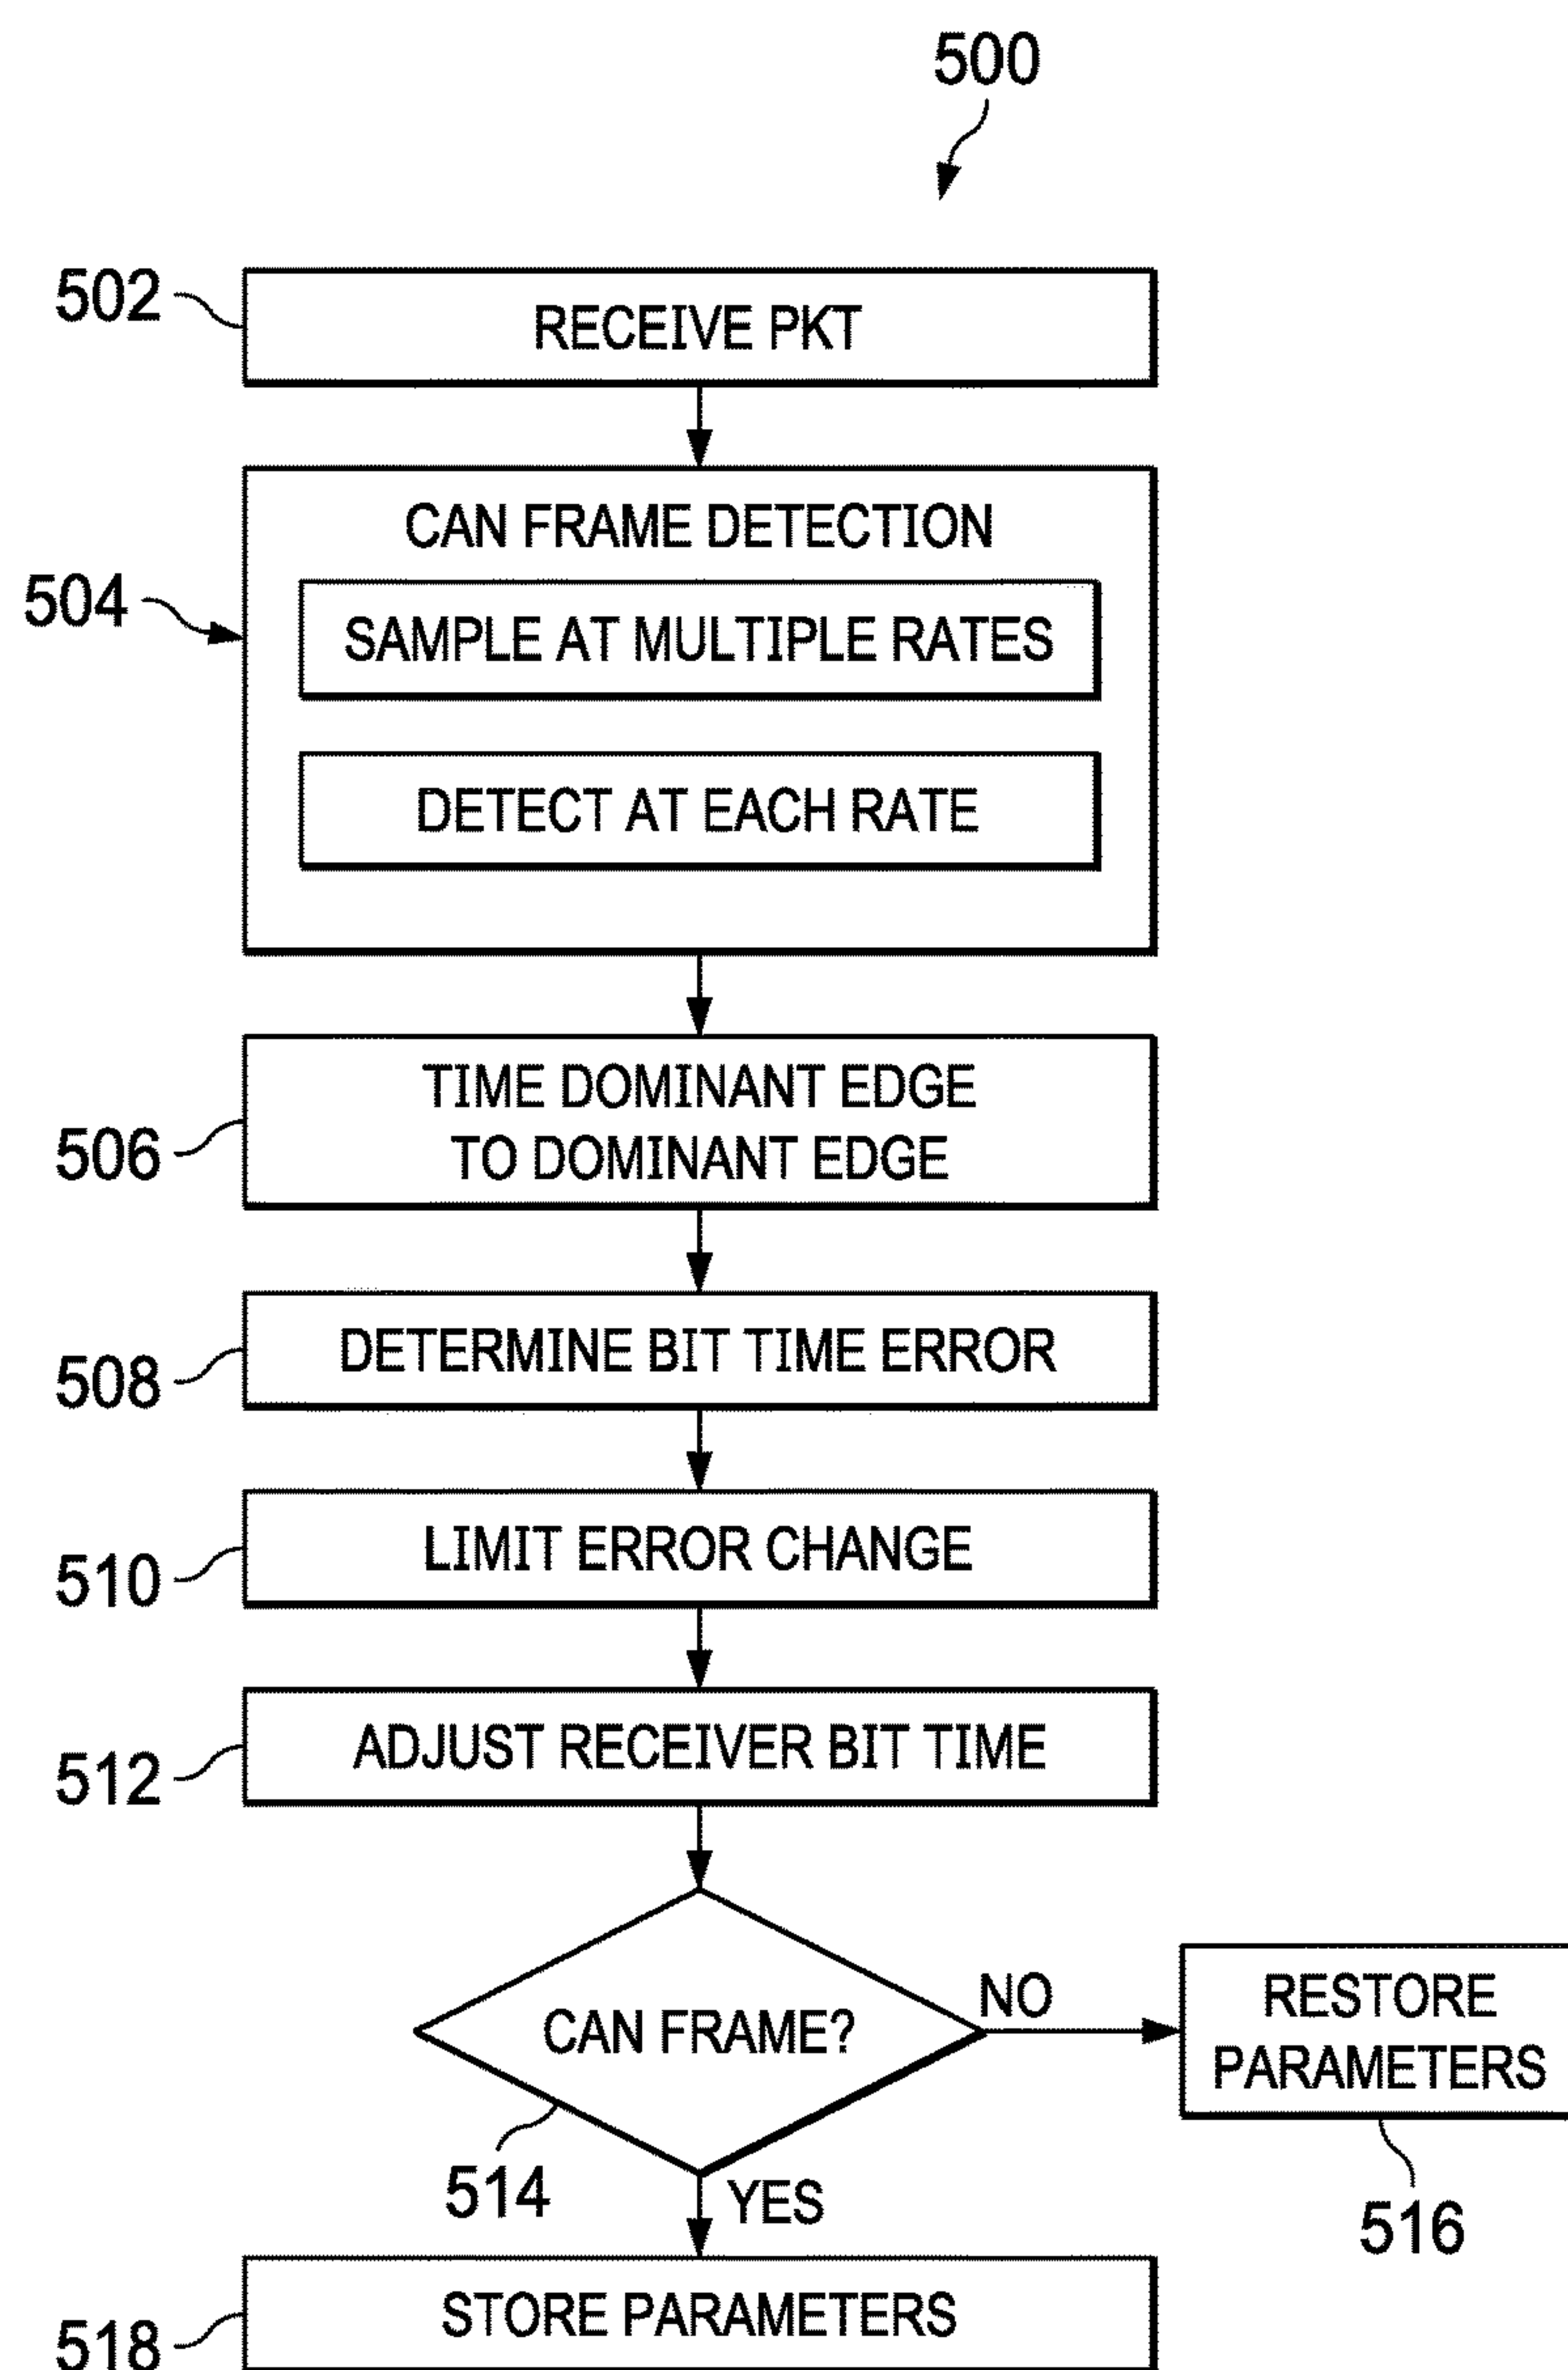 500
502
RECEIVE PKT
CAN FRAME DETECTION
504
SAMPLE AT MULTIPLE RATES
DETECT AT EACH RATE
506
TIME DOMINANT EDGE
TO DOMINANT EDGE
508
DETERMINE BIT TIME ERROR
510
LIMIT ERROR CHANGE
512
ADJUST RECEIVER BIT TIME
CAN FRAME?
514
NO
RESTORE
PARAMETERS
516
YES
518
STORE PARAMETERS